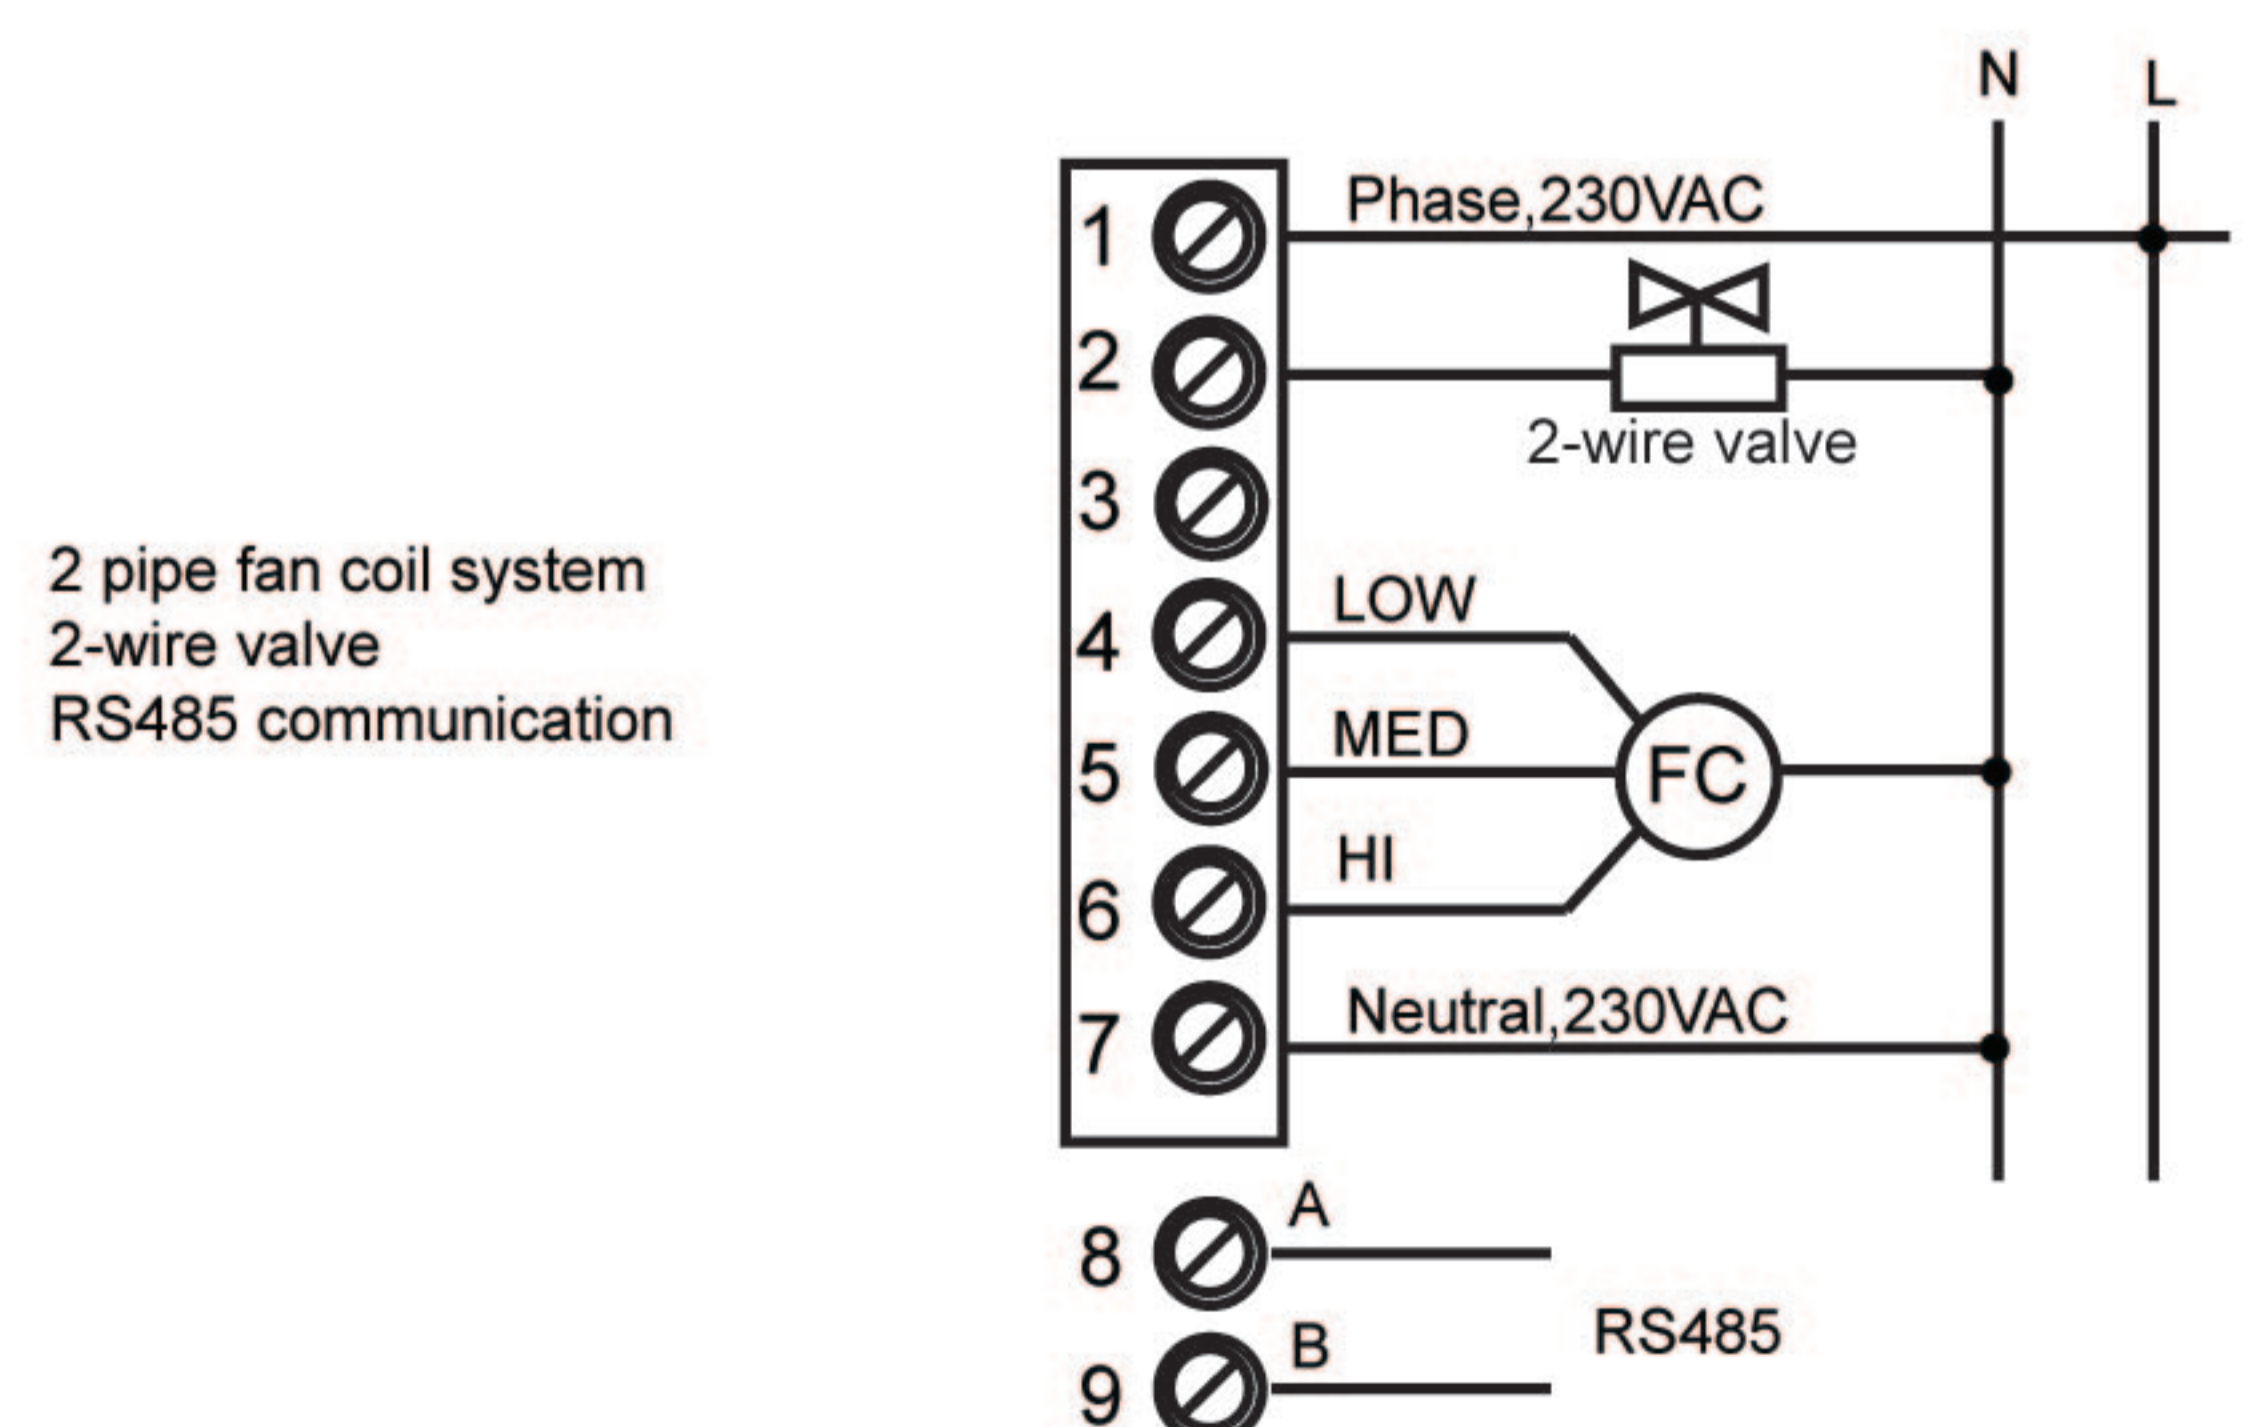 N
L
1
Phase,230VAC
2
2-wire valve
3
2 pipe fan coil system
2-wire valve
RS485 communication
4
LOW
5
MED
FC
6
HI
7
Neutral,230VAC
8
A
RS485
9
B